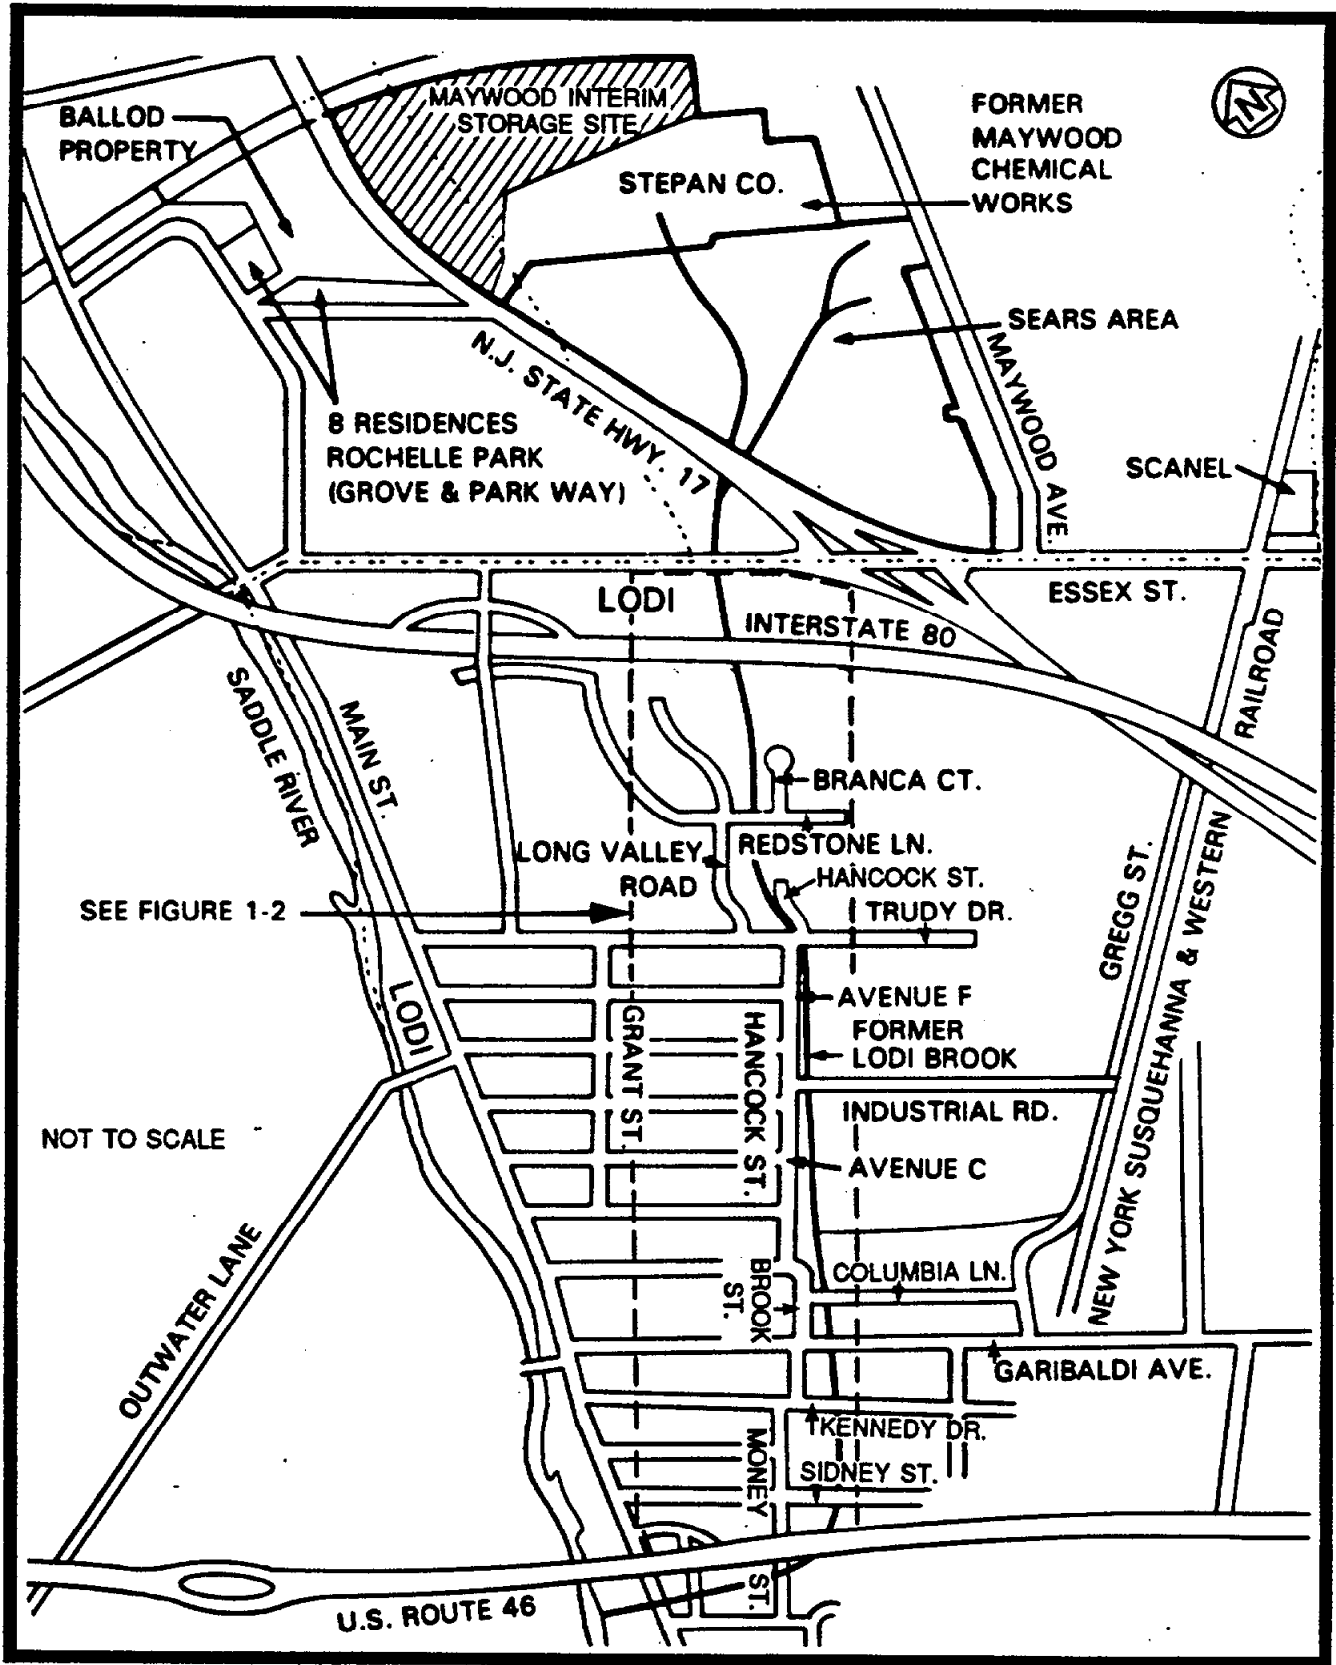 MAYWOOD INTERIM
STORAGE SITE
BALLOD
PROPERTY
FORMER
MAYWOOD
CHEMICAL
WORKS
N
STEPAN CO.
SEARS AREA
N.J. STATE HWY. 17
MAYWOOD AVE.
8 RESIDENCES
ROCHELLE PARK
(GROVE & PARK WAY)
SCANEL
ESSEX ST.
LODI
INTERSTATE 80
SADDLE RIVER
MAIN ST.
RAILROAD
BRANCA CT.
REDSTONE LN.
LONG VALLEY
ROAD
HANCOCK ST.
SEE FIGURE 1-2
TRUDY DR.
GREGG ST.
NEW YORK SUSQUEHANNA & WESTERN
LODI
GRANT ST.
HANCOCK ST.
AVENUE F
FORMER
LODI BROOK
INDUSTRIAL RD.
NOT TO SCALE
AVENUE C
OUTWATER LANE
BROOK
ST.
COLUMBIA LN.
GARIBALDI AVE.
KENNEDY DR.
MONEY
ST.
SIDNEY ST.
U.S. ROUTE 46